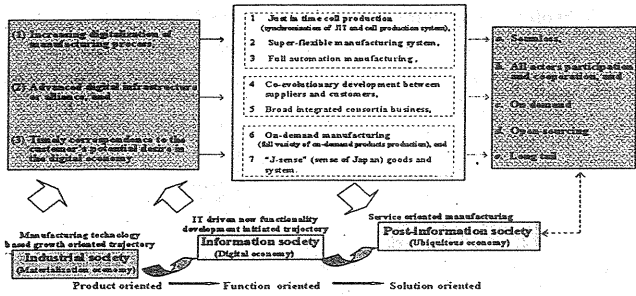 (1) Increasing digitalization of
manufacturing process,
(2) Advanced digital infrastructure
or alliance, and
(3) Timely correspondence to the
customer's potential desire in
the digital economy
1 Just in time cell production
(synchronization of JIT and cell production system),
2 Super-flexible manufacturing system,
3 Full automation manufacturing,
4 Co-evolutionary development between
suppliers and customers,
5 Broad integrated consortia business,
6 On-demand manufacturing
(full variety of on-demand products production), and
7 "J-sense" (sense of Japan) goods and
system.
a. Seamless,
b. All actors participation
and cooperation, and
c. On demand
d. Open-sourcing
e. Long tail
Manufacturing technology
based growth oriented trajectory
Industrial society
(Materialization economy)
IT driven new functionality
development initiated trajectory
Information society
(Digital economy)
Service oriented manufacturing
Post-information society
(Ubiquitous economy)
Product oriented Function oriented Solution oriented